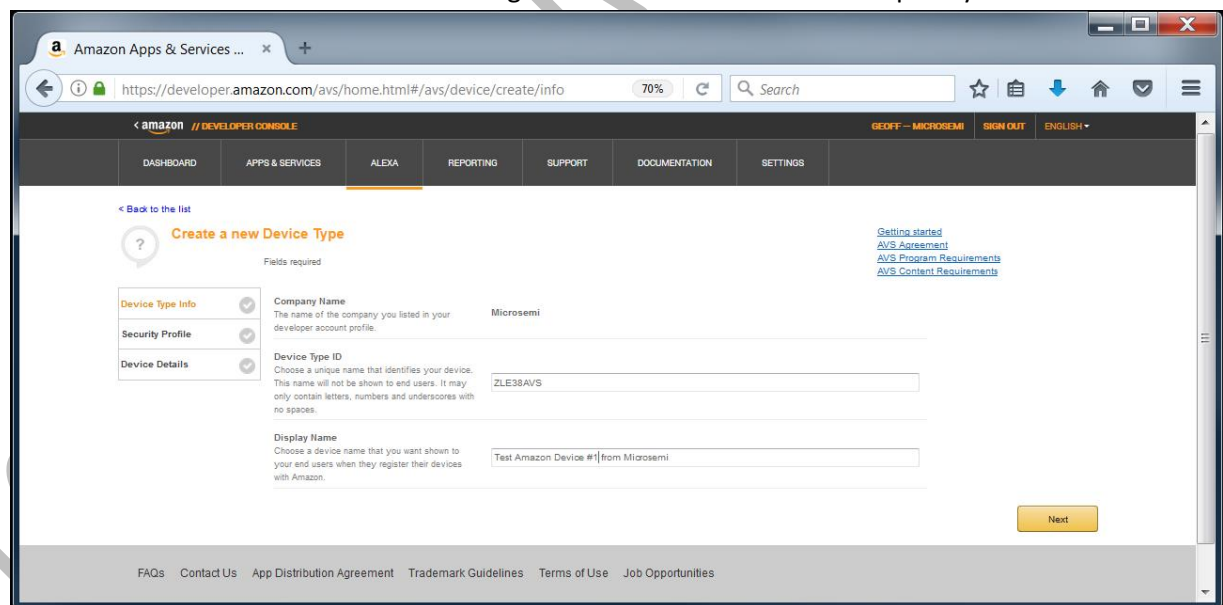 Amazon Apps & Services ...
https://developer.amazon.com/avs/home.html#/avs/device/create/info 70% Search
< amazon // DEVELOPER CONSOLE GEOFF – MICROSEMI SIGN OUT ENGLISH
DASHBOARD APPS & SERVICES ALEXA REPORTING SUPPORT DOCUMENTATION SETTINGS
< Back to the list
? Create a new Device Type
Fields required
Getting started
AVS Agreement
AVS Program Requirements
AVS Content Requirements
Device Type Info
Security Profile
Device Details
Company Name
The name of the company you listed in your
developer account profile.
Microsemi
Device Type ID
Choose a unique name that identifies your device.
This name will not be shown to end users. It may
only contain letters, numbers and underscores with
no spaces.
ZLE38AVS
Display Name
Choose a device name that you want shown to
your end users when they register their devices
with Amazon.
Test Amazon Device #1 from Microsemi
Next
FAQs Contact Us App Distribution Agreement Trademark Guidelines Terms of Use Job Opportunities